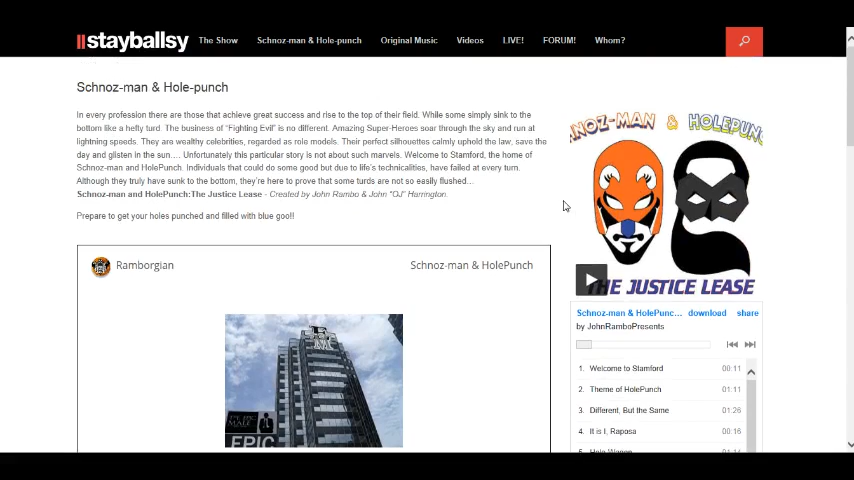 stayballsy
The Show Schnoz-man & Hole-punch Original Music Videos LIVE! FORUM! Whom?
Schnoz-man & Hole-punch
In every profession there are those that achieve great success and rise to the top of their field. While some simply sink to the
bottom like a hefty turd. The business of "Fighting Evil" is no different. Amazing Super-Heroes soar through the sky and run at
lightning speeds. They are wealthy celebrities, regarded as role models. Their perfect silhouettes calmly uphold the law, save the
day and glisten in the sun.... Unfortunately this particular story is not about such marvels. Welcome to Stamford, the home of
Schnoz-man and HolePunch. Individuals that could do some good but due to life's technicalities, have failed at every turn.
Although they truly have sunk to the bottom, they're here to prove that some turds are not so easily flushed...
Schnoz-man and HolePunch:The Justice Lease - Created by John Rambo & John "OJ" Harrington.
Prepare to get your holes punched and filled with blue goo!!
Ramborgian Schnoz-man & HolePunch
EPIC
NOZ-MAN & HOLEPUN
THE JUSTICE LEASE
Schnoz-man & HolePunc... download share
by JohnRamboPresents
1. Welcome to Stamford 00:11
2. Theme of HolePunch 01:11
3. Different, But the Same 01:26
4. It is I, Raposa 00:16